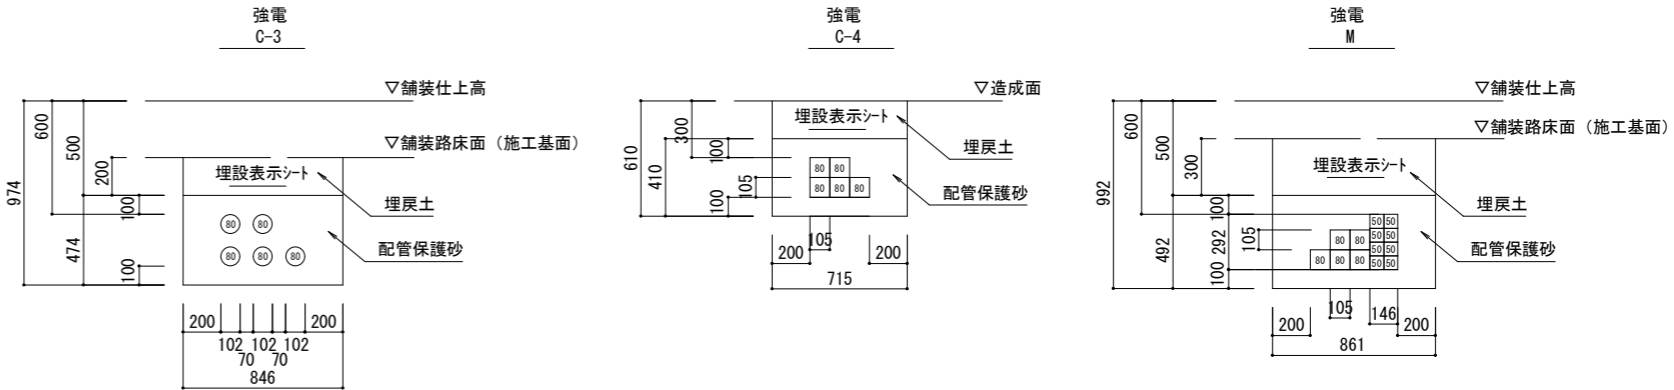 強電
C-3
▽舗装仕上高
▽舗装路床面（施工基面）
埋設表示シート
埋戻土
配管保護砂
974
600
500
200
100
474
100
80 80
80 80 80
200 200
102 102 102
70 70
846
強電
C-4
▽造成面
埋設表示シート
埋戻土
配管保護砂
610
300
410
100
105
100
80 80
80 80 80
105
200 200
715
強電
M
▽舗装仕上高
▽舗装路床面（施工基面）
埋設表示シート
埋戻土
配管保護砂
992
600
500
300
100
292
105
492
100
50 50
80 80 50 50
80 80 80 50 50
50 50
105 146
200 200
861